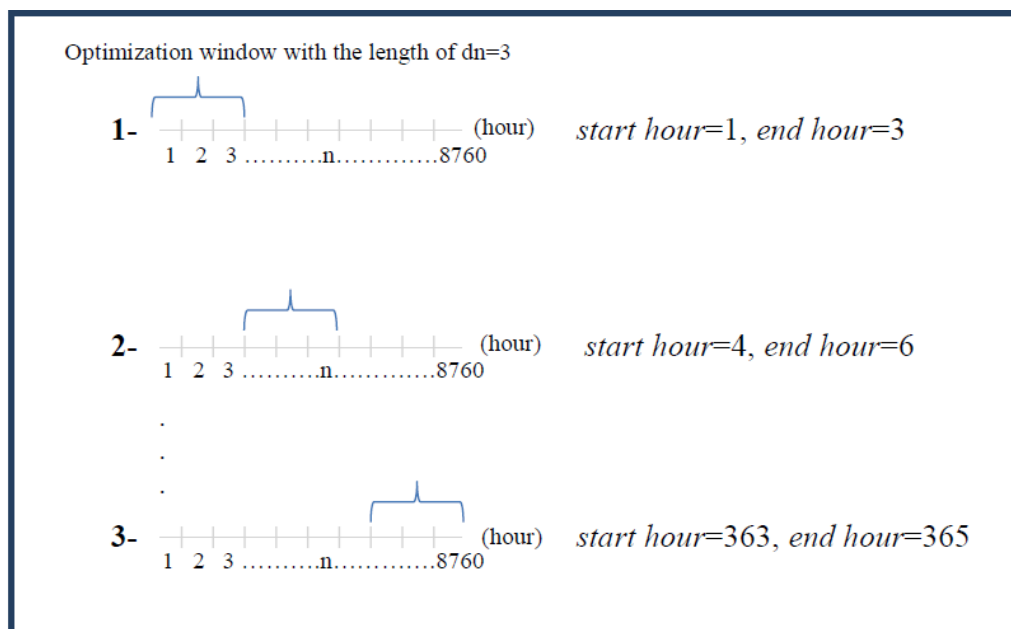 Optimization window with the length of dn=3
1- (hour) start hour=1, end hour=3
1 2 3 ..........n..............8760
2- (hour) start hour=4, end hour=6
1 2 3 ..........n..............8760
.
.
.
3- (hour) start hour=363, end hour=365
1 2 3 ..........n..............8760